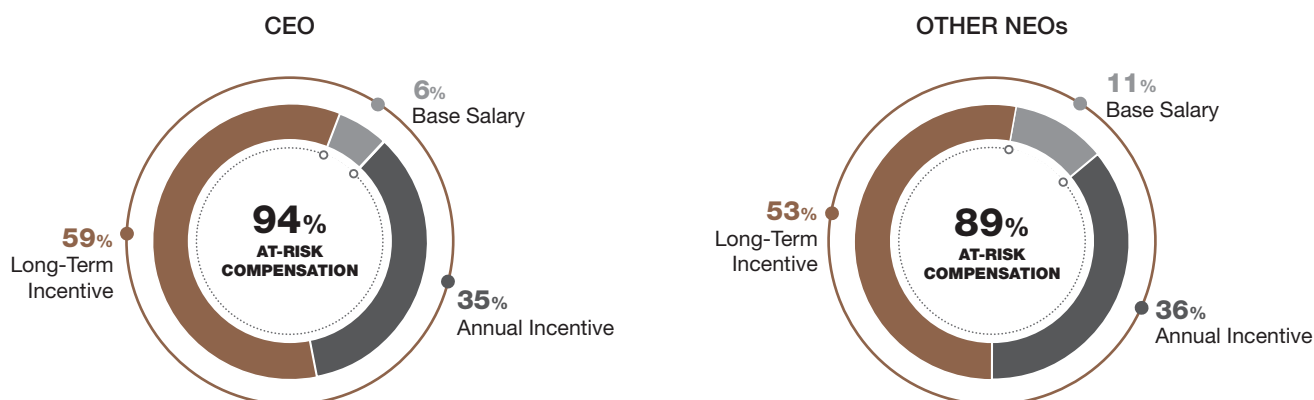 CEO
6%
Base Salary
94%
AT-RISK
COMPENSATION
59%
Long-Term
Incentive
35%
Annual Incentive
OTHER NEOs
11%
Base Salary
53%
Long-Term
Incentive
89%
AT-RISK
COMPENSATION
36%
Annual Incentive